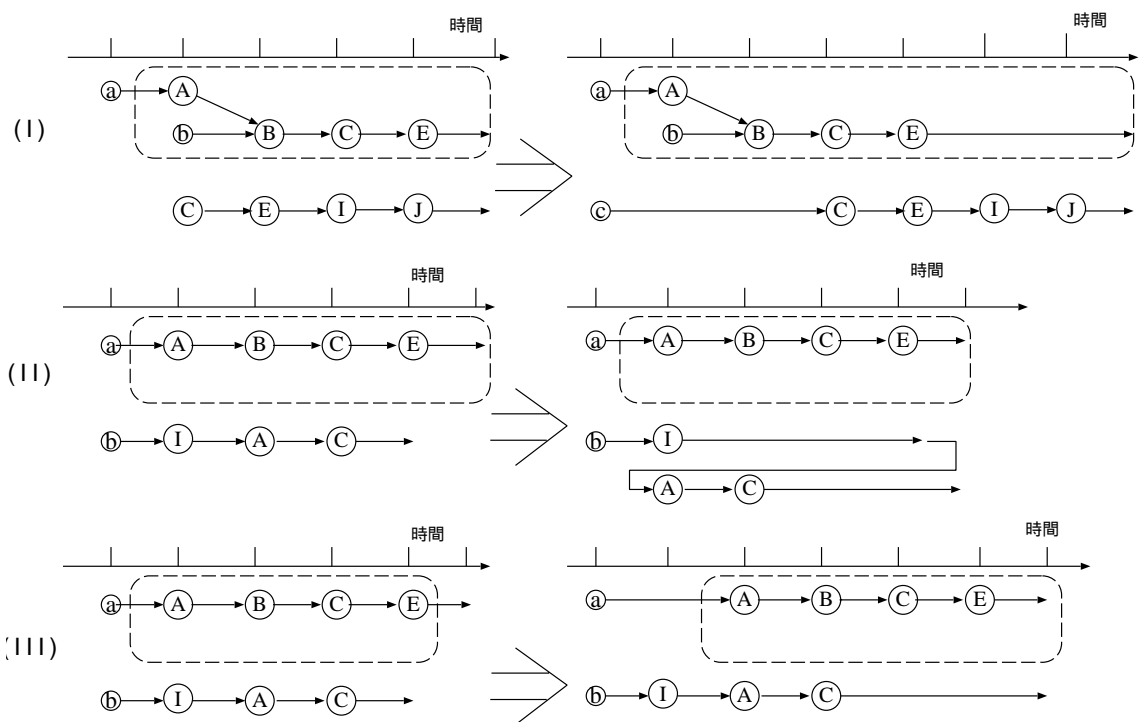 時間 時間
a A a A
(I) b B C E b B C E
C E I J c C E I J
時間 時間
a A B C E a A B C E
(II)
b I A C b I
A C
時間 時間
a A B C E a A B C E
(III)
b I A C b I A C